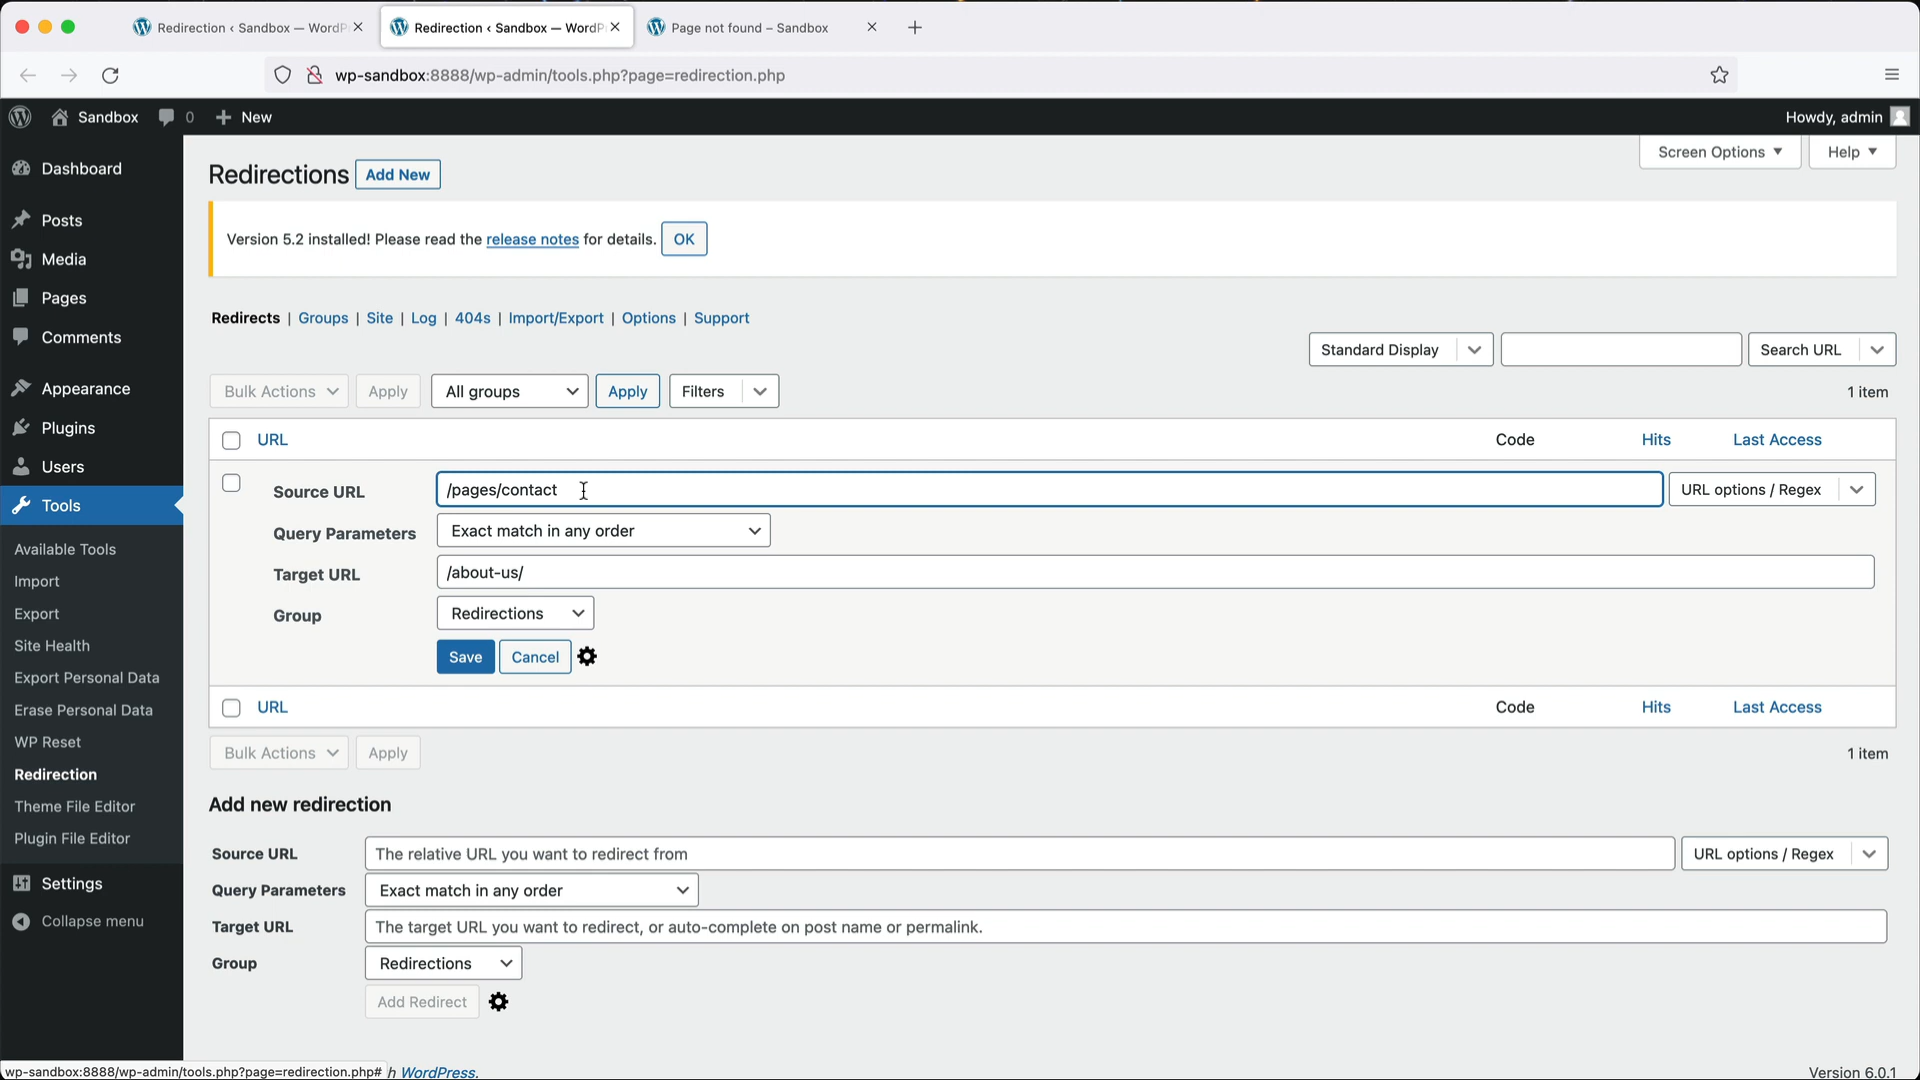 Redirection ‹ Sandbox — WordP
Redirection ‹ Sandbox — WordP
Page not found – Sandbox
wp-sandbox:8888/wp-admin/tools.php?page=redirection.php
Sandbox
0
New
Howdy, admin
Dashboard
Posts
Media
Pages
Comments
Appearance
Plugins
Users
Tools
Available Tools
Import
Export
Site Health
Export Personal Data
Erase Personal Data
WP Reset
Redirection
Theme File Editor
Plugin File Editor
Settings
Collapse menu
Screen Options
Help
Redirections
Add New
Version 5.2 installed! Please read the release notes for details. OK
Redirects | Groups | Site | Log | 404s | Import/Export | Options | Support
Standard Display
Search URL
Bulk Actions
Apply
All groups
Apply
Filters
1 item
URL
Code
Hits
Last Access
Source URL
/pages/contact
URL options / Regex
Query Parameters
Exact match in any order
Target URL
/about-us/
Group
Redirections
Save
Cancel
URL
Code
Hits
Last Access
Bulk Actions
Apply
1 item
Add new redirection
Source URL
The relative URL you want to redirect from
URL options / Regex
Query Parameters
Exact match in any order
Target URL
The target URL you want to redirect, or auto-complete on post name or permalink.
Group
Redirections
Add Redirect
wp-sandbox:8888/wp-admin/tools.php?page=redirection.php#
h WordPress.
Version 6.0.1